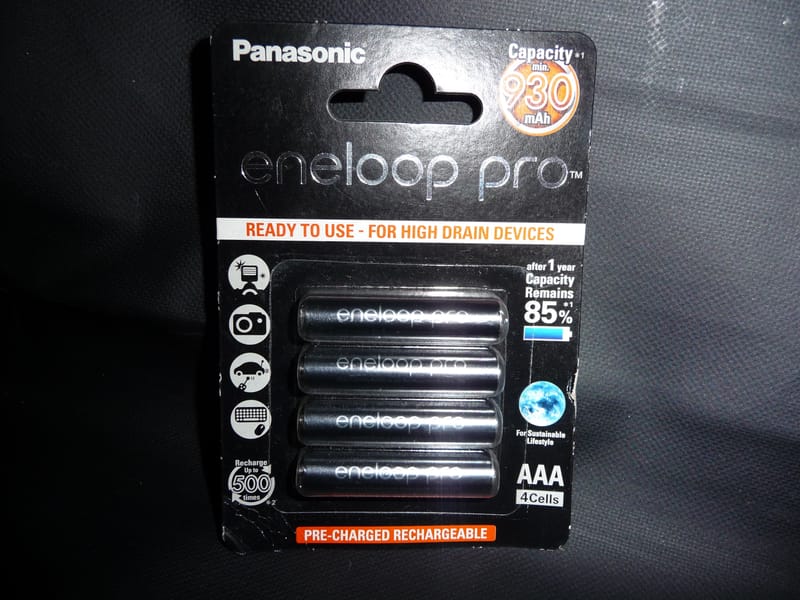 Panasonic
Capacity *1
min.
930
mAh
eneloop pro™
READY TO USE - FOR HIGH DRAIN DEVICES
after 1 year
Capacity
Remains
85% *1
eneloop pro
eneloop pro
eneloop pro
eneloop pro
For Sustainable
Lifestyle
Recharge
Up to
500
times
*2
AAA
4Cells
PRE-CHARGED RECHARGEABLE